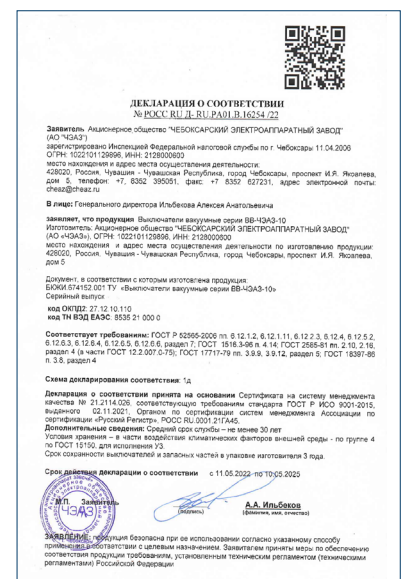 ДЕКЛАРАЦИЯ О СООТВЕТСТВИИ
№ РОСС RU Д- RU.РА01.В.16254 /22
Заявитель Акционерное общество "ЧЕБОКСАРСКИЙ ЭЛЕКТРОАППАРАТНЫЙ ЗАВОД"
(АО "ЧЭАЗ")
зарегистрировано Инспекцией Федеральной налоговой службы по г. Чебоксары 11.04.2006
ОГРН: 1022101129896, ИНН: 2128000600
место нахождения и адрес места осуществления деятельности:
428020, Россия, Чувашия - Чувашская Республика, город Чебоксары, проспект И.Я. Яковлева,
дом 5, телефон: +7, 8352 395051, факс: +7 8352 627231, адрес электронной почты:
cheaz@cheaz.ru
В лице: Генерального директора Ильбекова Алексея Анатольевича
заявляет, что продукция Выключатели вакуумные серии ВВ-ЧЭАЗ-10
Изготовитель: Акционерное общество "ЧЕБОКСАРСКИЙ ЭЛЕКТРОАППАРАТНЫЙ ЗАВОД"
(АО «ЧЭАЗ»), ОГРН: 1022101129896, ИНН: 2128000600
место нахождения и адрес места осуществления деятельности по изготовлению продукции:
428020, Россия, Чувашия - Чувашская Республика, город Чебоксары, проспект И.Я. Яковлева,
дом 5
Документ, в соответствии с которым изготовлена продукция:
БКЖИ.674152.001 ТУ «Выключатели вакуумные серии ВВ-ЧЭАЗ-10»
Серийный выпуск
код ОКПД2: 27.12.10.110
код ТН ВЭД ЕАЭС: 8535 21 000 0
Соответствует требованиям: ГОСТ Р 52565-2006 пп. 6.12.1.2, 6.12.1.11, 6.12.2.3, 6.12.4, 6.12.5.2,
6.12.6.3, 6.12.6.4, 6.12.6.5, 6.12.6.6, раздел 7; ГОСТ 1516.3-96 п. 4.14; ГОСТ 2585-81 пп. 2.10, 2.16,
раздел 4 (в части ГОСТ 12.2.007.0-75); ГОСТ 17717-79 пп. 3.9.9, 3.9.12, раздел 5; ГОСТ 18397-86
п. 3.8, раздел 4
Схема декларирования соответствия: 1д
Декларация о соответствии принята на основании Сертификата на систему менеджмента
качества № 21.2114.026, соответствующую требованиям стандарта ГОСТ Р ИСО 9001-2015,
выданного 02.11.2021, Органом по сертификации систем менеджмента Ассоциации по
сертификации «Русский Регистр», РОСС RU.0001.21ГА45.
Дополнительные сведения: Средний срок службы – не менее 30 лет
Условия хранения – в части воздействия климатических факторов внешней среды - по группе 4
по ГОСТ 15150, для исполнения У3.
Срок сохранности выключателей и запасных частей в упаковке изготовителя 3 года.
Срок действия декларации о соответствии с 11.05.2022 по 10.05.2025
М.П. Заявитель
ЧЭАЗ
(подпись)
А.А. Ильбеков
(фамилия, имя, отчество)
ЗАЯВЛЕНИЕ: продукция безопасна при ее использовании согласно указанному способу
применения в соответствии с целевым назначением. Заявителем приняты меры по обеспечению
соответствия продукции требованиям, установленным техническим регламентом (техническими
регламентами) Российской Федерации